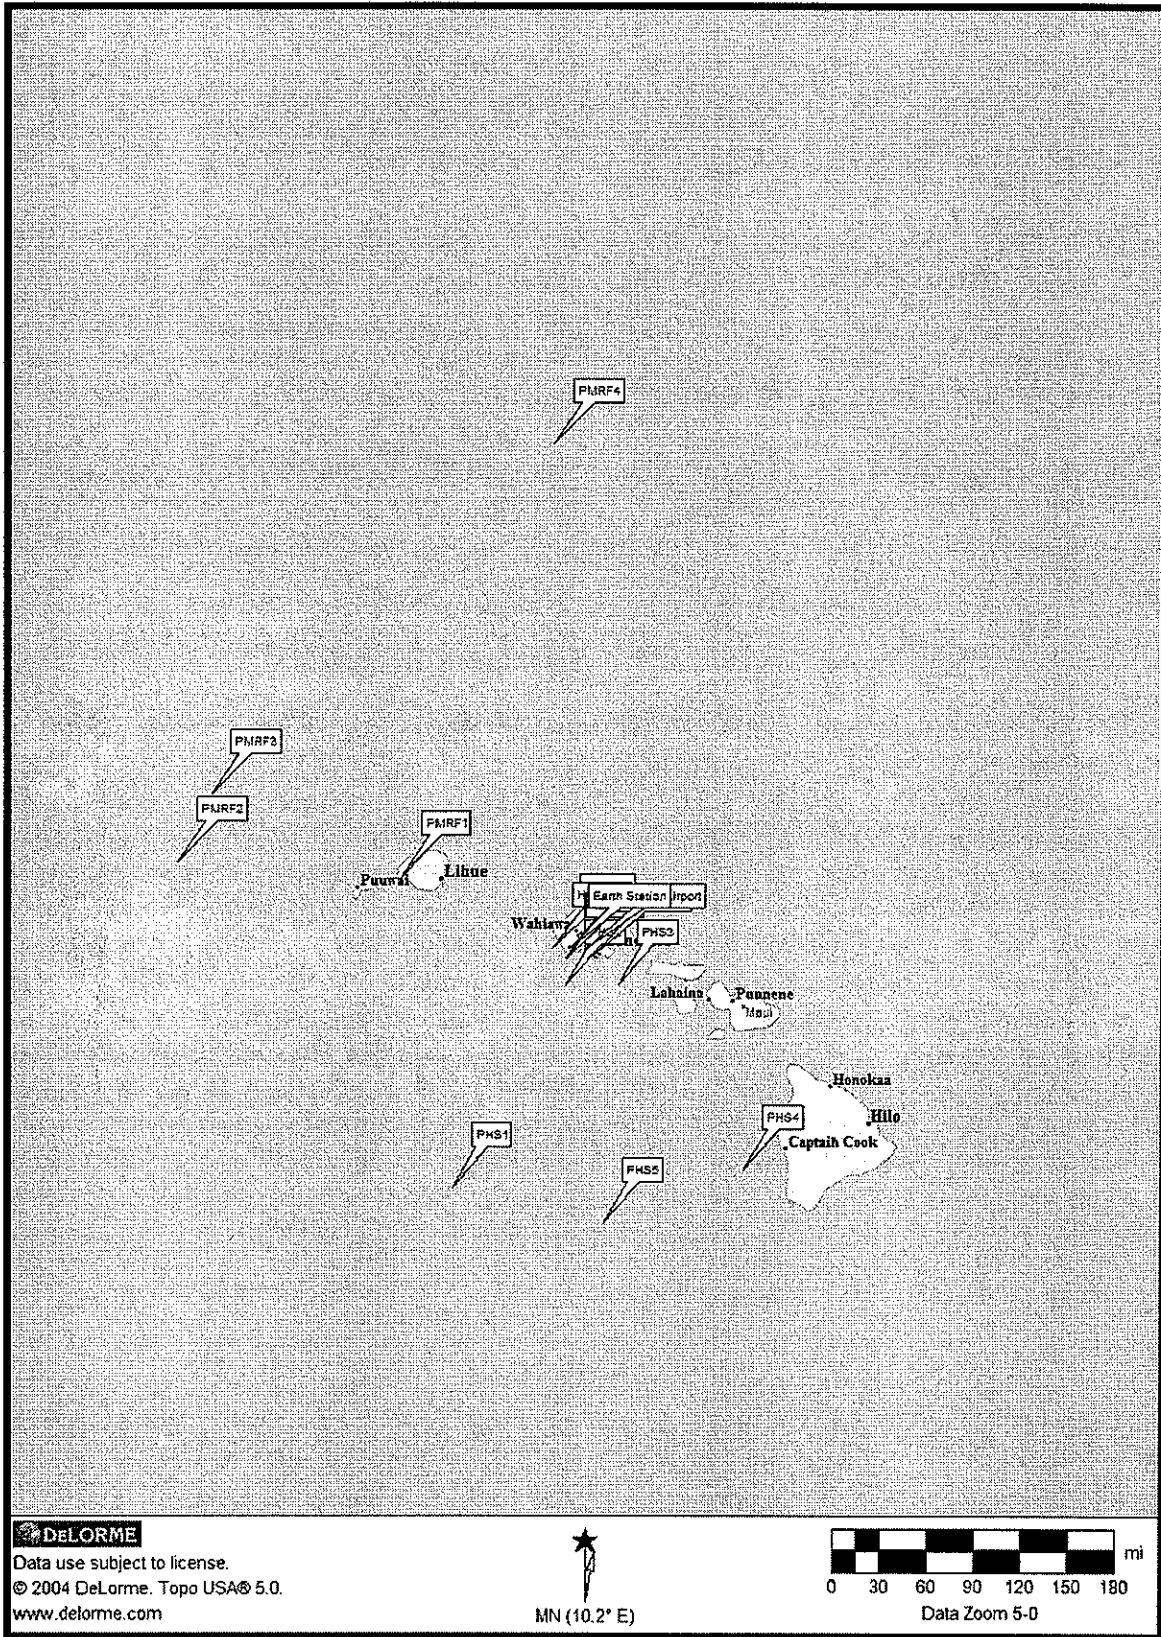 PMRF4
PMRF3
PMRF2
PMRF1
Puuwai
Lihue
Earth Station
irport
Wahiawa
PHS3
Lahaina
Puunene
Maui
Honokaa
PHS4
Hilo
PHS1
Captain Cook
PHS5
DELORME
Data use subject to license.
© 2004 DeLorme. Topo USA® 5.0.
www.delorme.com
MN (10.2° E)
mi
0 30 60 90 120 150 180
Data Zoom 5-0